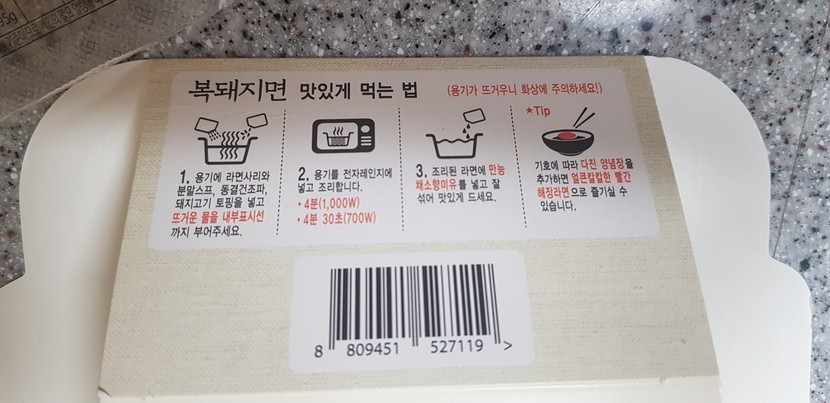 복돼지면 맛있게 먹는 법 (용기가 뜨거우니 화상에 주의하세요!)
1. 용기에 라면사리와
분말스프, 동결건조파,
돼지고기 토핑을 넣고
뜨거운 물을 내부표시선
까지 부어주세요.
2. 용기를 전자레인지에
넣고 조리합니다.
• 4분(1,000W)
• 4분 30초(700W)
3. 조리된 라면에 만능
채소향미유를 넣고 잘
섞어 맛있게 드세요.
★Tip
기호에 따라 다진 양념장을
추가하면 얼큰칼칼한 빨간
해장라면으로 즐기실 수
있습니다.
8 809451 527119 >